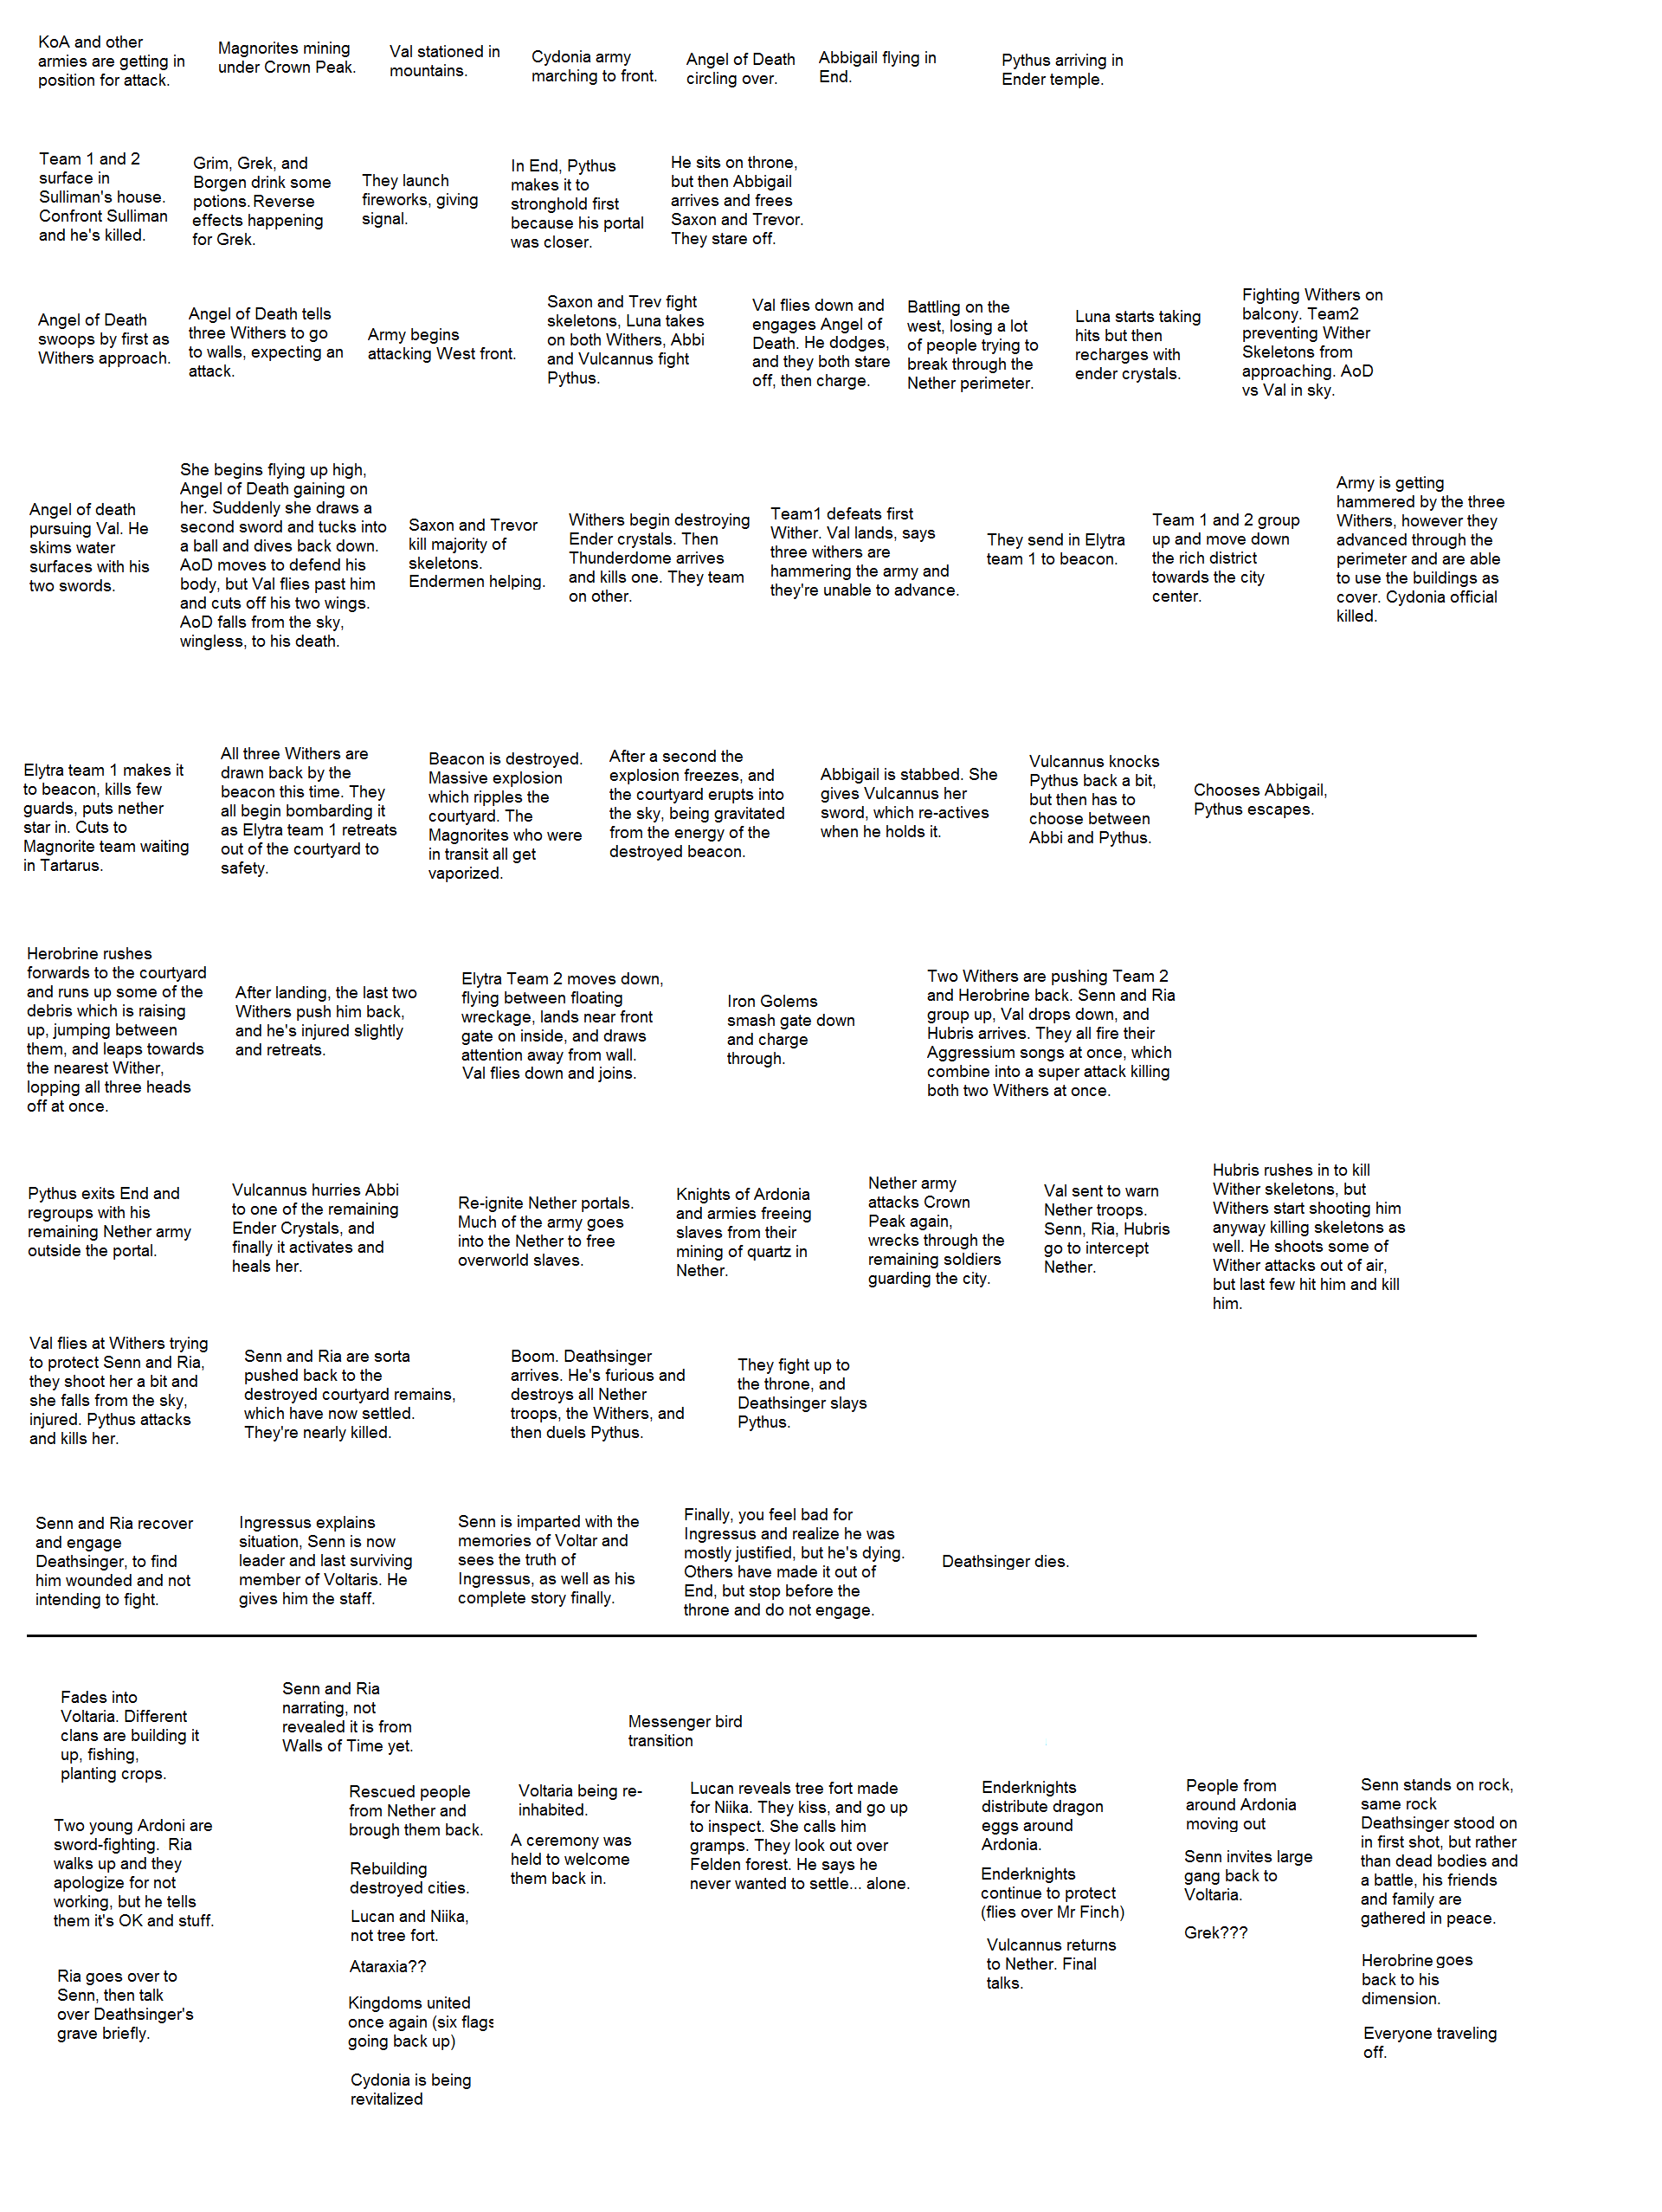 KoA and other
armies are getting in
position for attack.
Magnorites mining
under Crown Peak.
Val stationed in
mountains.
Cydonia army
marching to front.
Angel of Death
circling over.
Abbigail flying in
End.
Pythus arriving in
Ender temple.
Team 1 and 2
surface in
Sulliman's house.
Confront Sulliman
and he's killed.
Grim, Grek, and
Borgen drink some
potions. Reverse
effects happening
for Grek.
They launch
fireworks, giving
signal.
In End, Pythus
makes it to
stronghold first
because his portal
was closer.
He sits on throne,
but then Abbigail
arrives and frees
Saxon and Trevor.
They stare off.
Angel of Death
swoops by first as
Withers approach.
Angel of Death tells
three Withers to go
to walls, expecting an
attack.
Army begins
attacking West front.
Saxon and Trev fight
skeletons, Luna takes
on both Withers, Abbi
and Vulcannus fight
Pythus.
Val flies down and
engages Angel of
Death. He dodges,
and they both stare
off, then charge.
Battling on the
west, losing a lot
of people trying to
break through the
Nether perimeter.
Luna starts taking
hits but then
recharges with
ender crystals.
Fighting Withers on
balcony. Team2
preventing Wither
Skeletons from
approaching. AoD
vs Val in sky.
Angel of death
pursuing Val. He
skims water
surfaces with his
two swords.
She begins flying up high,
Angel of Death gaining on
her. Suddenly she draws a
second sword and tucks into
a ball and dives back down.
AoD moves to defend his
body, but Val flies past him
and cuts off his two wings.
AoD falls from the sky,
wingless, to his death.
Saxon and Trevor
kill majority of
skeletons.
Endermen helping.
Withers begin destroying
Ender crystals. Then
Thunderdome arrives
and kills one. They team
on other.
Team1 defeats first
Wither. Val lands, says
three withers are
hammering the army and
they're unable to advance.
They send in Elytra
team 1 to beacon.
Team 1 and 2 group
up and move down
the rich district
towards the city
center.
Army is getting
hammered by the three
Withers, however they
advanced through the
perimeter and are able
to use the buildings as
cover. Cydonia official
killed.
Elytra team 1 makes it
to beacon, kills few
guards, puts nether
star in. Cuts to
Magnorite team waiting
in Tartarus.
All three Withers are
drawn back by the
beacon this time. They
all begin bombarding it
as Elytra team 1 retreats
out of the courtyard to
safety.
Beacon is destroyed.
Massive explosion
which ripples the
courtyard. The
Magnorites who were
in transit all get
vaporized.
After a second the
explosion freezes, and
the courtyard erupts into
the sky, being gravitated
from the energy of the
destroyed beacon.
Abbigail is stabbed. She
gives Vulcannus her
sword, which re-actives
when he holds it.
Vulcannus knocks
Pythus back a bit,
but then has to
choose between
Abbi and Pythus.
Chooses Abbigail,
Pythus escapes.
Herobrine rushes
forwards to the courtyard
and runs up some of the
debris which is raising
up, jumping between
them, and leaps towards
the nearest Wither,
lopping all three heads
off at once.
After landing, the last two
Withers push him back,
and he's injured slightly
and retreats.
Elytra Team 2 moves down,
flying between floating
wreckage, lands near front
gate on inside, and draws
attention away from wall.
Val flies down and joins.
Iron Golems
smash gate down
and charge
through.
Two Withers are pushing Team 2
and Herobrine back. Senn and Ria
group up, Val drops down, and
Hubris arrives. They all fire their
Aggressium songs at once, which
combine into a super attack killing
both two Withers at once.
Pythus exits End and
regroups with his
remaining Nether army
outside the portal.
Vulcannus hurries Abbi
to one of the remaining
Ender Crystals, and
finally it activates and
heals her.
Re-ignite Nether portals.
Much of the army goes
into the Nether to free
overworld slaves.
Knights of Ardonia
and armies freeing
slaves from their
mining of quartz in
Nether.
Nether army
attacks Crown
Peak again,
wrecks through the
remaining soldiers
guarding the city.
Val sent to warn
Nether troops.
Senn, Ria, Hubris
go to intercept
Nether.
Hubris rushes in to kill
Wither skeletons, but
Withers start shooting him
anyway killing skeletons as
well. He shoots some of
Wither attacks out of air,
but last few hit him and kill
him.
Val flies at Withers trying
to protect Senn and Ria,
they shoot her a bit and
she falls from the sky,
injured. Pythus attacks
and kills her.
Senn and Ria are sorta
pushed back to the
destroyed courtyard remains,
which have now settled.
They're nearly killed.
Boom. Deathsinger
arrives. He's furious and
destroys all Nether
troops, the Withers, and
then duels Pythus.
They fight up to
the throne, and
Deathsinger slays
Pythus.
Senn and Ria recover
and engage
Deathsinger, to find
him wounded and not
intending to fight.
Ingressus explains
situation, Senn is now
leader and last surviving
member of Voltaris. He
gives him the staff.
Senn is imparted with the
memories of Voltar and
sees the truth of
Ingressus, as well as his
complete story finally.
Finally, you feel bad for
Ingressus and realize he was
mostly justified, but he's dying.
Others have made it out of
End, but stop before the
throne and do not engage.
Deathsinger dies.
Fades into
Voltaria. Different
clans are building it
up, fishing,
planting crops.
Two young Ardoni are
sword-fighting.  Ria
walks up and they
apologize for not
working, but he tells
them it's OK and stuff.
Ria goes over to
Senn, then talk
over Deathsinger's
grave briefly.
Senn and Ria
narrating, not
revealed it is from
Walls of Time yet.
Rescued people
from Nether and
brough them back.
Rebuilding
destroyed cities.
Lucan and Niika,
not tree fort.
Ataraxia??
Kingdoms united
once again (six flags
going back up)
Cydonia is being
revitalized
Messenger bird
transition
Voltaria being re-
inhabited.
A ceremony was
held to welcome
them back in.
Lucan reveals tree fort made
for Niika. They kiss, and go up
to inspect. She calls him
gramps. They look out over
Felden forest. He says he
never wanted to settle... alone.
Enderknights
distribute dragon
eggs around
Ardonia.
Enderknights
continue to protect
(flies over Mr Finch)
Vulcannus returns
to Nether. Final
talks.
People from
around Ardonia
moving out
Senn invites large
gang back to
Voltaria.
Grek???
Senn stands on rock,
same rock
Deathsinger stood on
in first shot, but rather
than dead bodies and
a battle, his friends
and family are
gathered in peace.
Herobrine goes
back to his
dimension.
Everyone traveling
off.